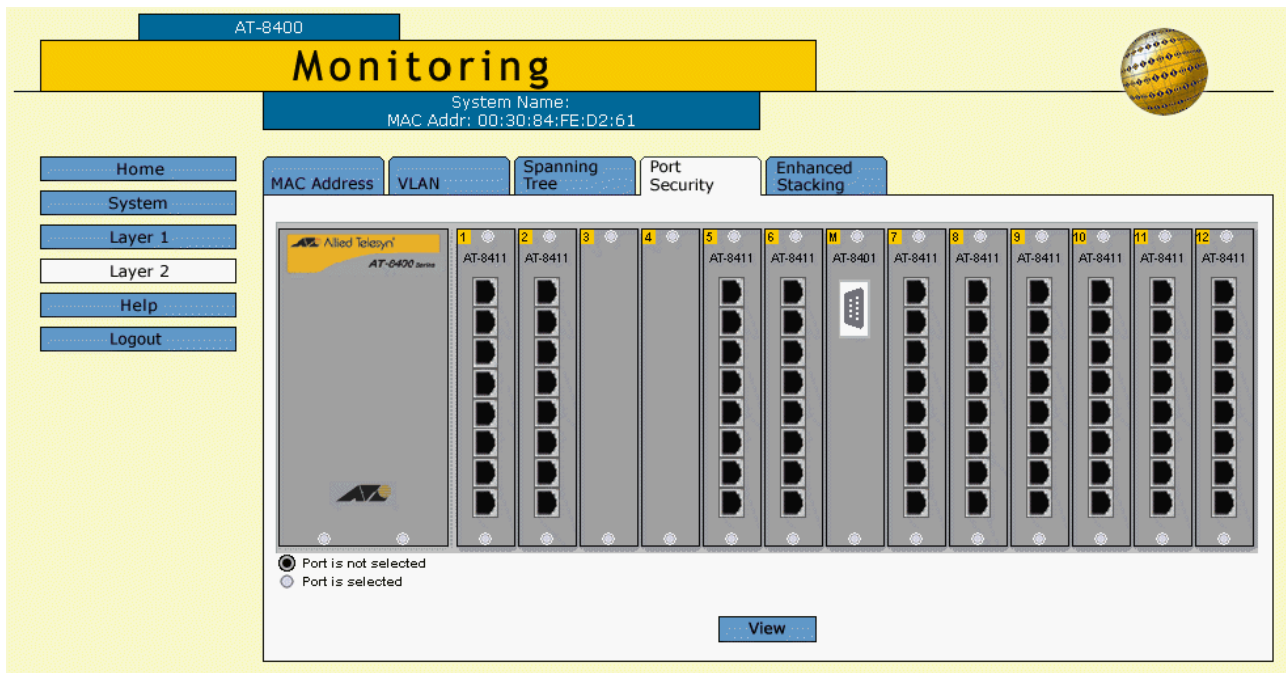 AT-8400
Monitoring
System Name:
MAC Addr: 00:30:84:FE:D2:61
Home
System
Layer 1
Layer 2
Help
Logout
MAC Address
VLAN
Spanning
Tree
Port
Security
Enhanced
Stacking
Allied Telesyn
AT-8400 Series
1 2 3 4 5 6 M 7 8 9 10 11 12
AT-8411 AT-8411 AT-8411 AT-8411 AT-8401 AT-8411 AT-8411 AT-8411 AT-8411 AT-8411 AT-8411
Port is not selected
Port is selected
View